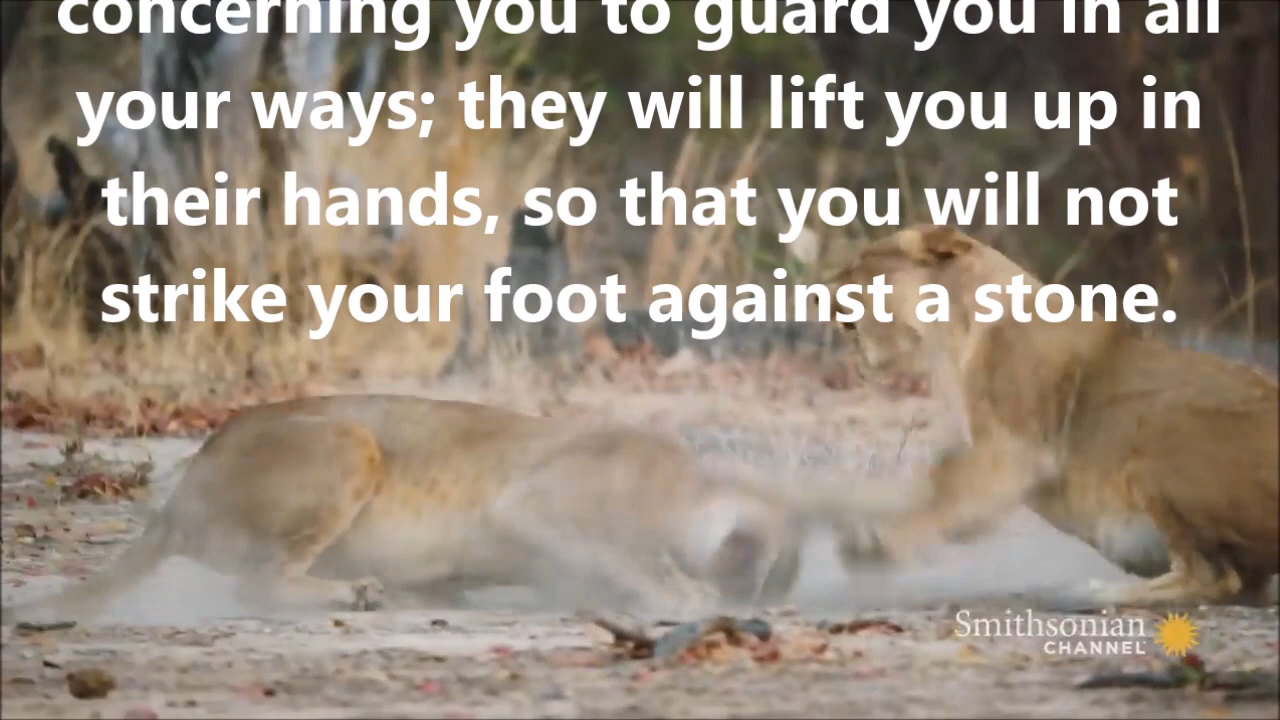 concerning you to guard you in all
your ways; they will lift you up in
their hands, so that you will not
strike your foot against a stone.
Smithsonian
CHANNEL